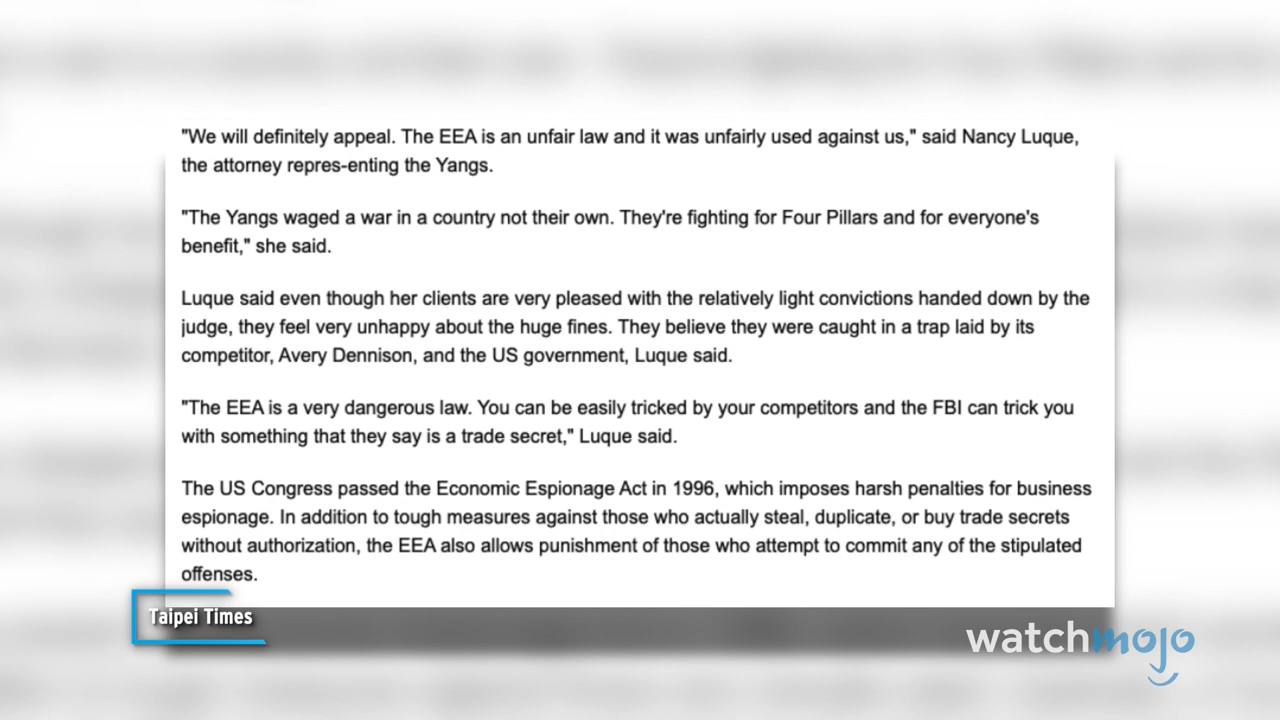 "We will definitely appeal. The EEA is an unfair law and it was unfairly used against us," said Nancy Luque,
the attorney repres-enting the Yangs.
"The Yangs waged a war in a country not their own. They're fighting for Four Pillars and for everyone's
benefit," she said.
Luque said even though her clients are very pleased with the relatively light convictions handed down by the
judge, they feel very unhappy about the huge fines. They believe they were caught in a trap laid by its
competitor, Avery Dennison, and the US government, Luque said.
"The EEA is a very dangerous law. You can be easily tricked by your competitors and the FBI can trick you
with something that they say is a trade secret," Luque said.
The US Congress passed the Economic Espionage Act in 1996, which imposes harsh penalties for business
espionage. In addition to tough measures against those who actually steal, duplicate, or buy trade secrets
without authorization, the EEA also allows punishment of those who attempt to commit any of the stipulated
offenses.
Taipei Times
watchmojo